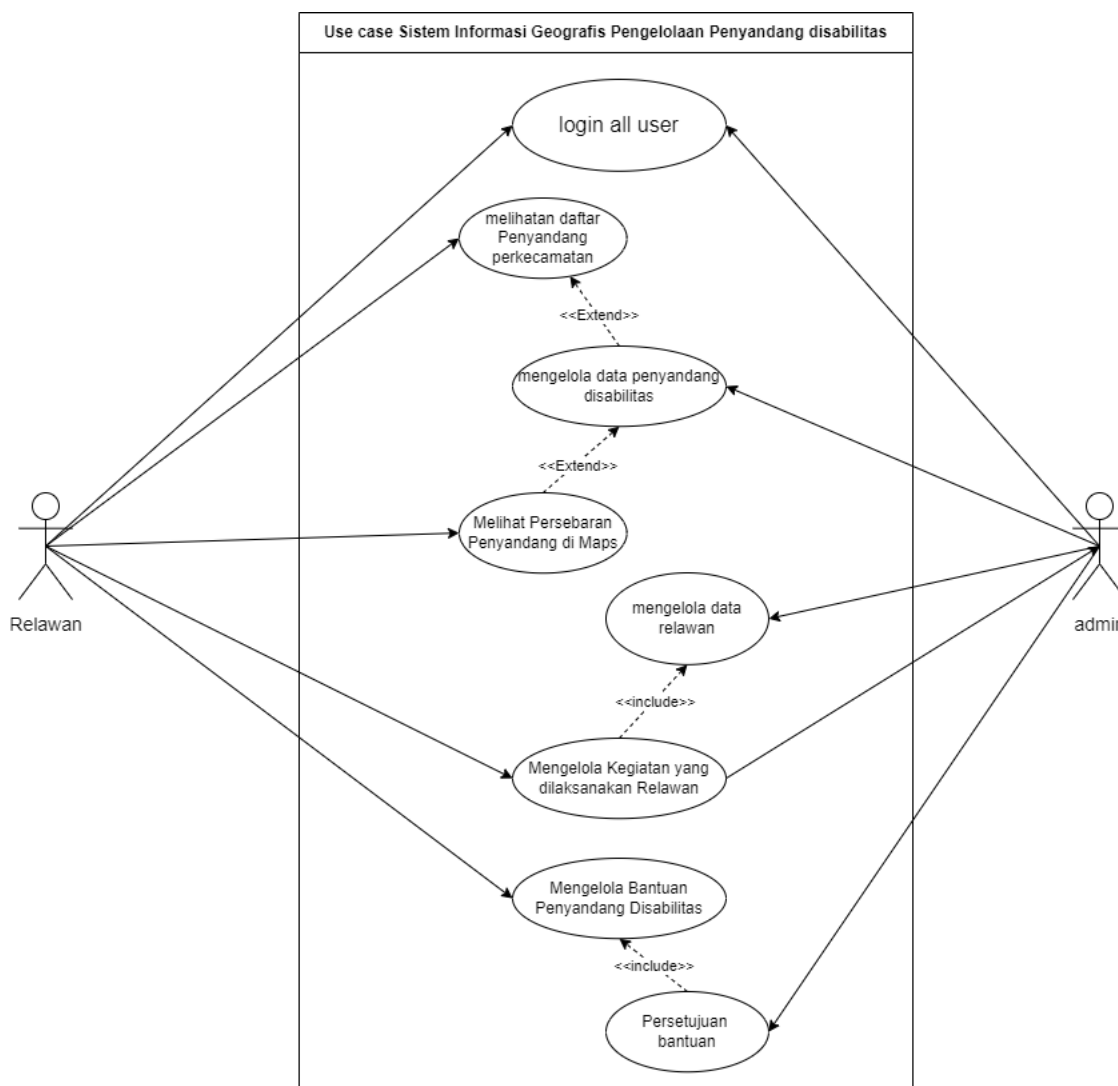 Use case Sistem Informasi Geografis Pengelolaan Penyandang disabilitas
login all user
melihatan daftar
Penyandang
perkecamatan
<<Extend>>
mengelola data penyandang
disabilitas
<<Extend>>
Melihat Persebaran
Penyandang di Maps
Relawan
admin
mengelola data
relawan
<<include>>
Mengelola Kegiatan yang
dilaksanakan Relawan
Mengelola Bantuan
Penyandang Disabilitas
<<include>>
Persetujuan
bantuan